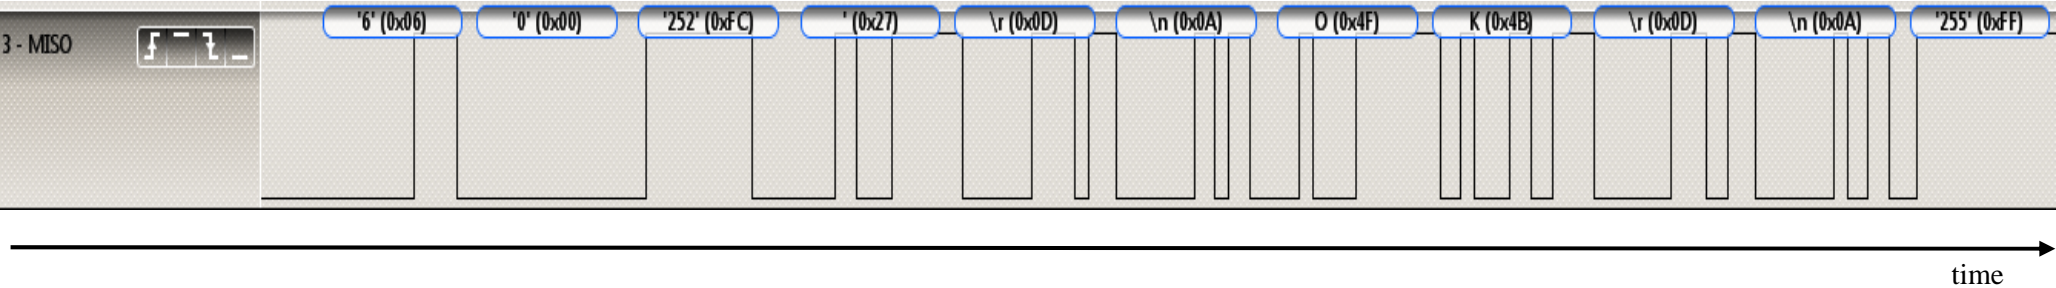 '6' (0x06) '0' (0x00) '252' (0xFC) ' (0x27) \r (0x0D) \n (0x0A) O (0x4F) K (0x4B) \r (0x0D) \n (0x0A) '255' (0xFF)
3 - MISO
time